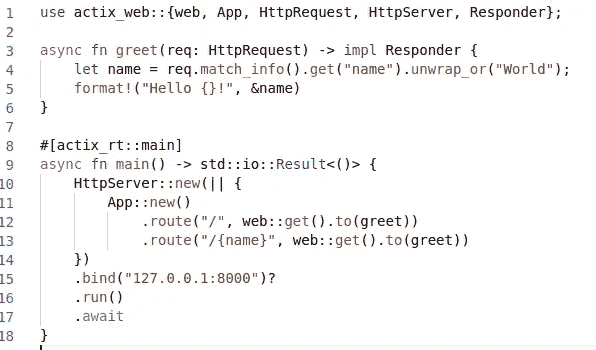 1 use actix_web::{web, App, HttpRequest, HttpServer, Responder};
2
3 async fn greet(req: HttpRequest) -> impl Responder {
4     let name = req.match_info().get("name").unwrap_or("World");
5     format!("Hello {}!", &name)
6 }
7
8 #[actix_rt::main]
9 async fn main() -> std::io::Result<()> {
10     HttpServer::new(|| {
11         App::new()
12             .route("/", web::get().to(greet))
13             .route("/{name}", web::get().to(greet))
14     })
15     .bind("127.0.0.1:8000")?
16     .run()
17     .await
18 }